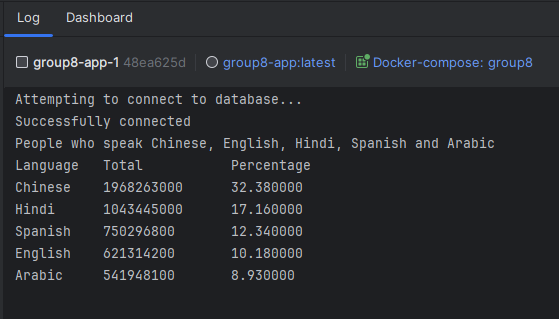 Log Dashboard
group8-app-1 48ea625d group8-app:latest Docker-compose: group8
Attempting to connect to database...
Successfully connected
People who speak Chinese, English, Hindi, Spanish and Arabic
Language Total Percentage
Chinese 1968263000 32.380000
Hindi 1043445000 17.160000
Spanish 750296800 12.340000
English 621314200 10.180000
Arabic 541948100 8.930000